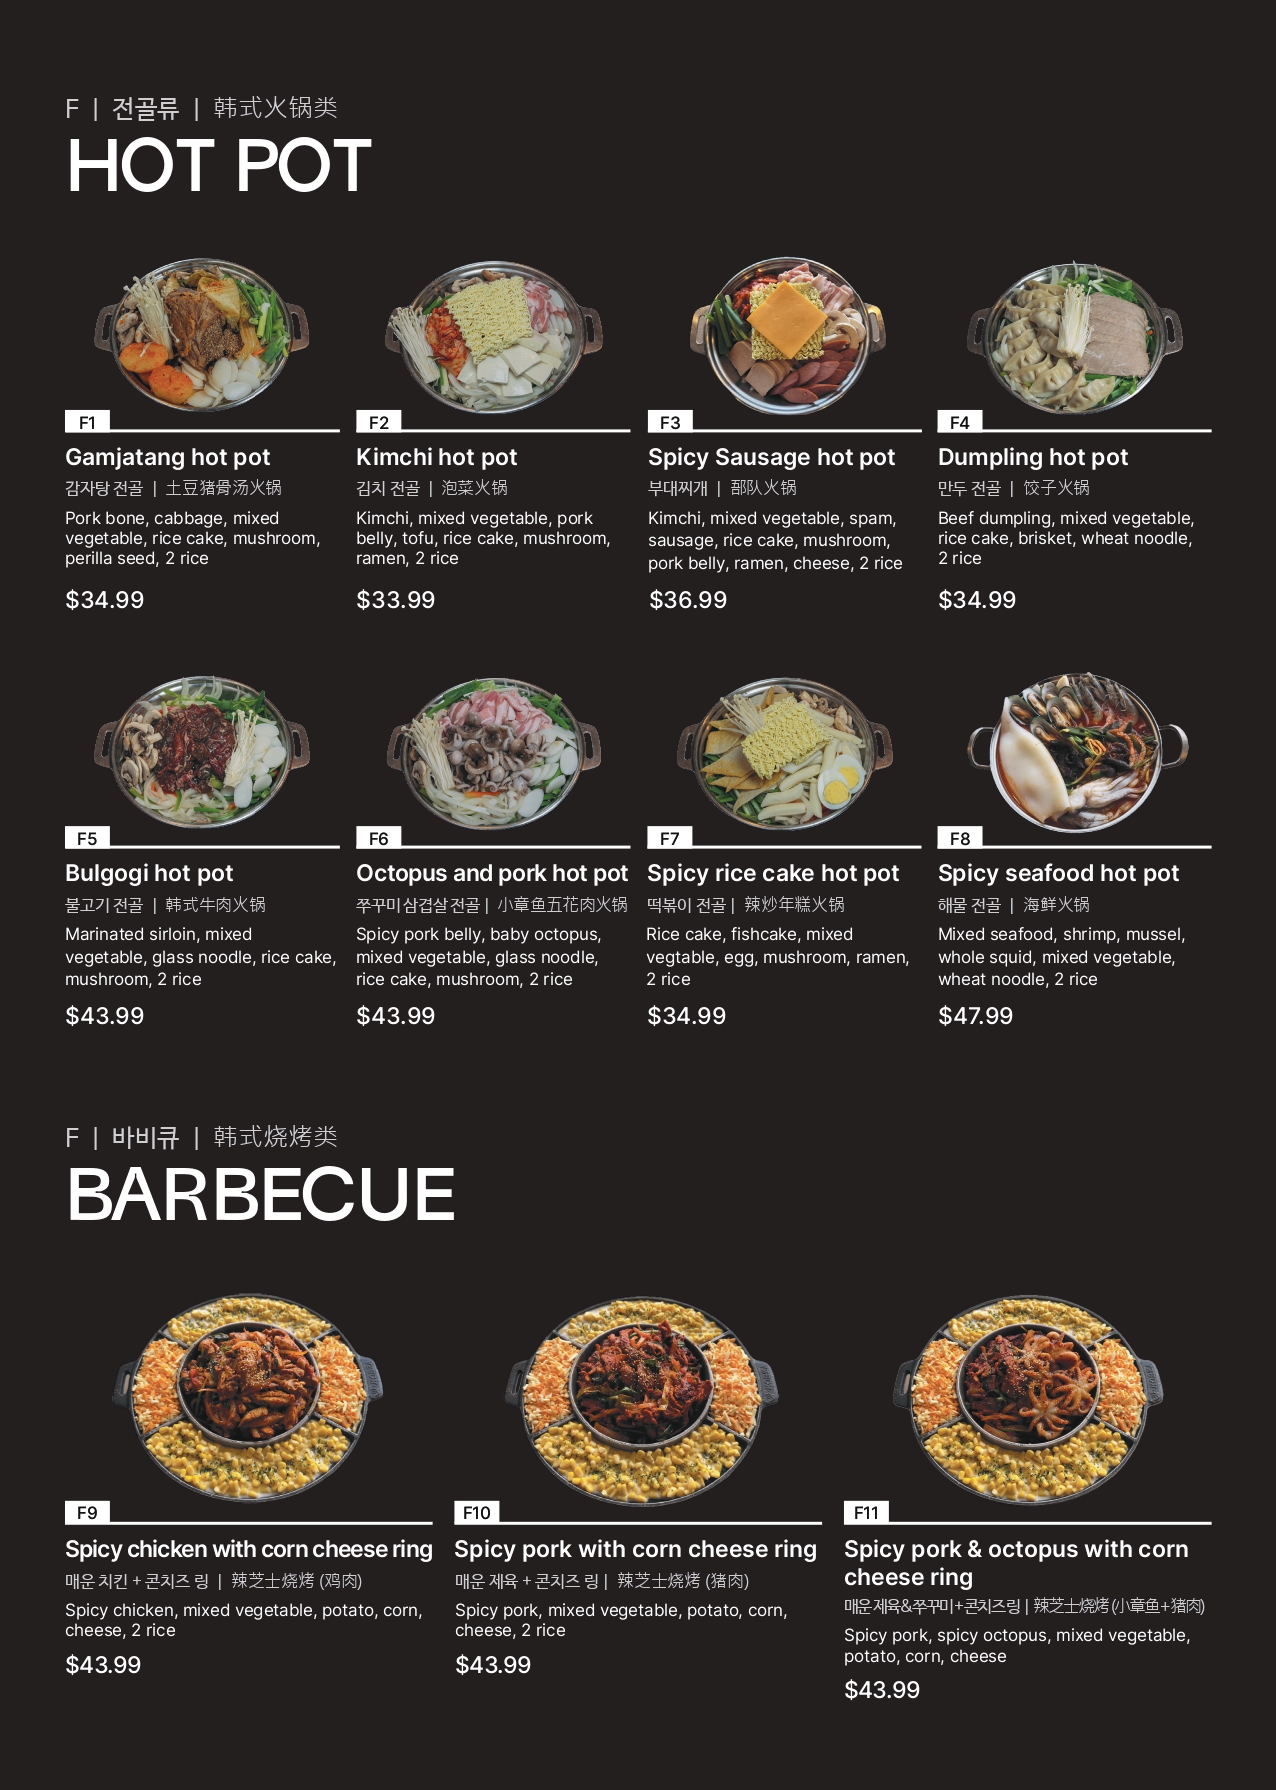 F | 전골류 | 韩式火锅类
HOT POT
F1
Gamjatang hot pot
감자탕 전골 | 土豆猪骨汤火锅
Pork bone, cabbage, mixed
vegetable, rice cake, mushroom,
perilla seed, 2 rice
$34.99
F2
Kimchi hot pot
김치 전골 | 泡菜火锅
Kimchi, mixed vegetable, pork
belly, tofu, rice cake, mushroom,
ramen, 2 rice
$33.99
F3
Spicy Sausage hot pot
부대찌개 | 部队火锅
Kimchi, mixed vegetable, spam,
sausage, rice cake, mushroom,
pork belly, ramen, cheese, 2 rice
$36.99
F4
Dumpling hot pot
만두 전골 | 饺子火锅
Beef dumpling, mixed vegetable,
rice cake, brisket, wheat noodle,
2 rice
$34.99
F5
Bulgogi hot pot
불고기 전골 | 韩式牛肉火锅
Marinated sirloin, mixed
vegetable, glass noodle, rice cake,
mushroom, 2 rice
$43.99
F6
Octopus and pork hot pot
쭈꾸미 삼겹살 전골 | 小章鱼五花肉火锅
Spicy pork belly, baby octopus,
mixed vegetable, glass noodle,
rice cake, mushroom, 2 rice
$43.99
F7
Spicy rice cake hot pot
떡볶이 전골 | 辣炒年糕火锅
Rice cake, fishcake, mixed
vegtable, egg, mushroom, ramen,
2 rice
$34.99
F8
Spicy seafood hot pot
해물 전골 | 海鲜火锅
Mixed seafood, shrimp, mussel,
whole squid, mixed vegetable,
wheat noodle, 2 rice
$47.99
F | 바비큐 | 韩式烧烤类
BARBECUE
F9
Spicy chicken with corn cheese ring
매운 치킨 + 콘치즈 링 | 辣芝士烧烤 (鸡肉)
Spicy chicken, mixed vegetable, potato, corn,
cheese, 2 rice
$43.99
F10
Spicy pork with corn cheese ring
매운 제육 + 콘치즈 링 | 辣芝士烧烤 (猪肉)
Spicy pork, mixed vegetable, potato, corn,
cheese, 2 rice
$43.99
F11
Spicy pork & octopus with corn
cheese ring
매운 제육&쭈꾸미+콘치즈 링 | 辣芝士烧烤 (小章鱼+猪肉)
Spicy pork, spicy octopus, mixed vegetable,
potato, corn, cheese
$43.99